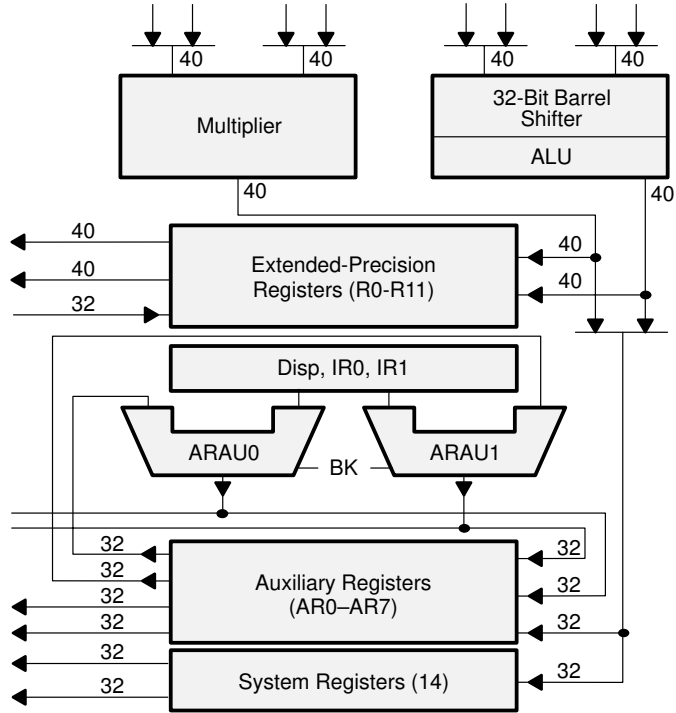 40
40
40
40
Multiplier
32-Bit Barrel
Shifter
ALU
40
40
40
40
32
Extended-Precision
Registers (R0-R11)
40
40
Disp, IR0, IR1
ARAU0
BK
ARAU1
32
32
32
32
Auxiliary Registers
(AR0–AR7)
32
32
32
32
32
System Registers (14)
32